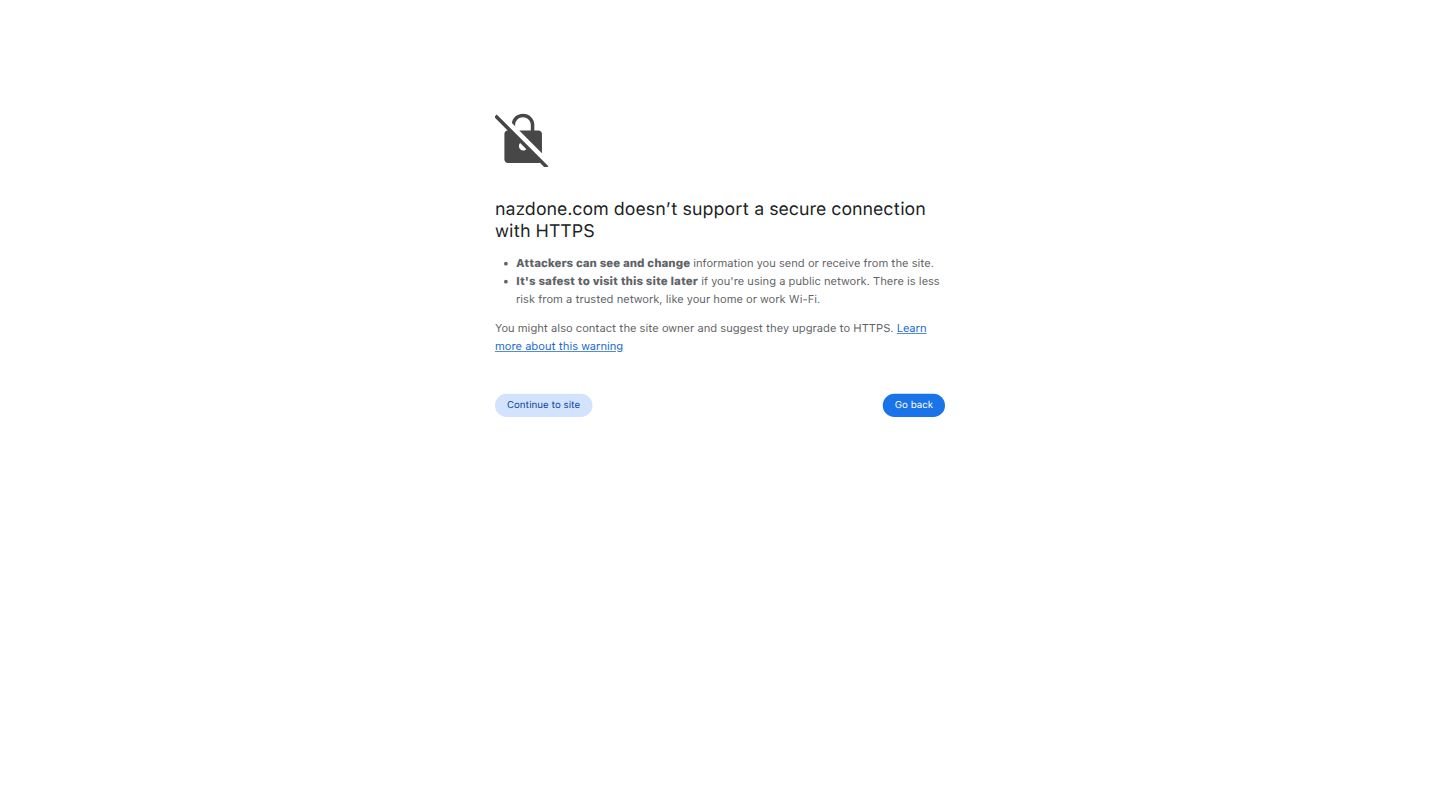 nazdone.com doesn’t support a secure connection
with HTTPS
• Attackers can see and change information you send or receive from the site.
• It's safest to visit this site later if you're using a public network. There is less
risk from a trusted network, like your home or work Wi-Fi.
You might also contact the site owner and suggest they upgrade to HTTPS. Learn
more about this warning
Continue to site
Go back